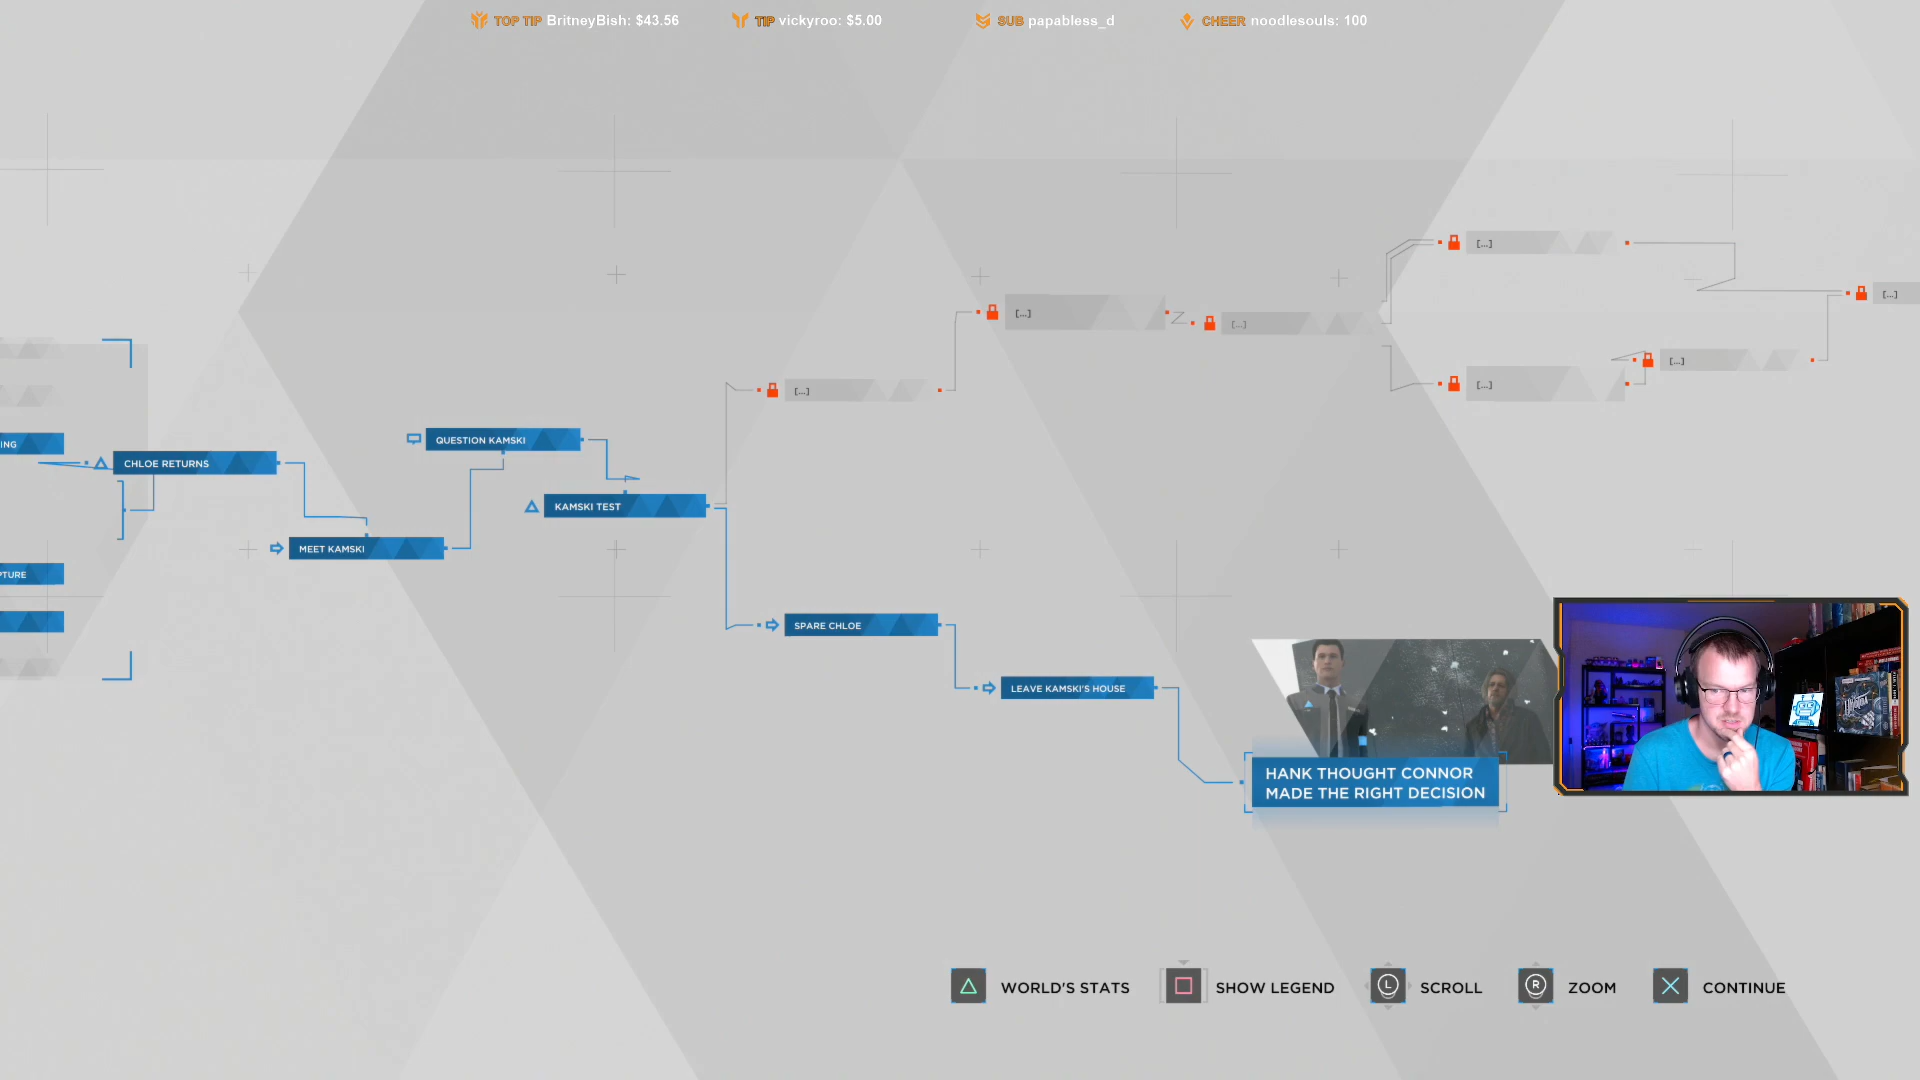 TOP TIP BritneyBish: $43.56
TIP vickyroo: $5.00
SUB papabless_d
CHEER noodlesouls: 100
[...]
[...]
[...]
[...]
[...]
[...]
[...]
ING
CHLOE RETURNS
QUESTION KAMSKI
KAMSKI TEST
MEET KAMSKI
PTURE
SPARE CHLOE
LEAVE KAMSKI'S HOUSE
HANK THOUGHT CONNOR
MADE THE RIGHT DECISION
WORLD'S STATS
SHOW LEGEND
L
SCROLL
R
ZOOM
CONTINUE